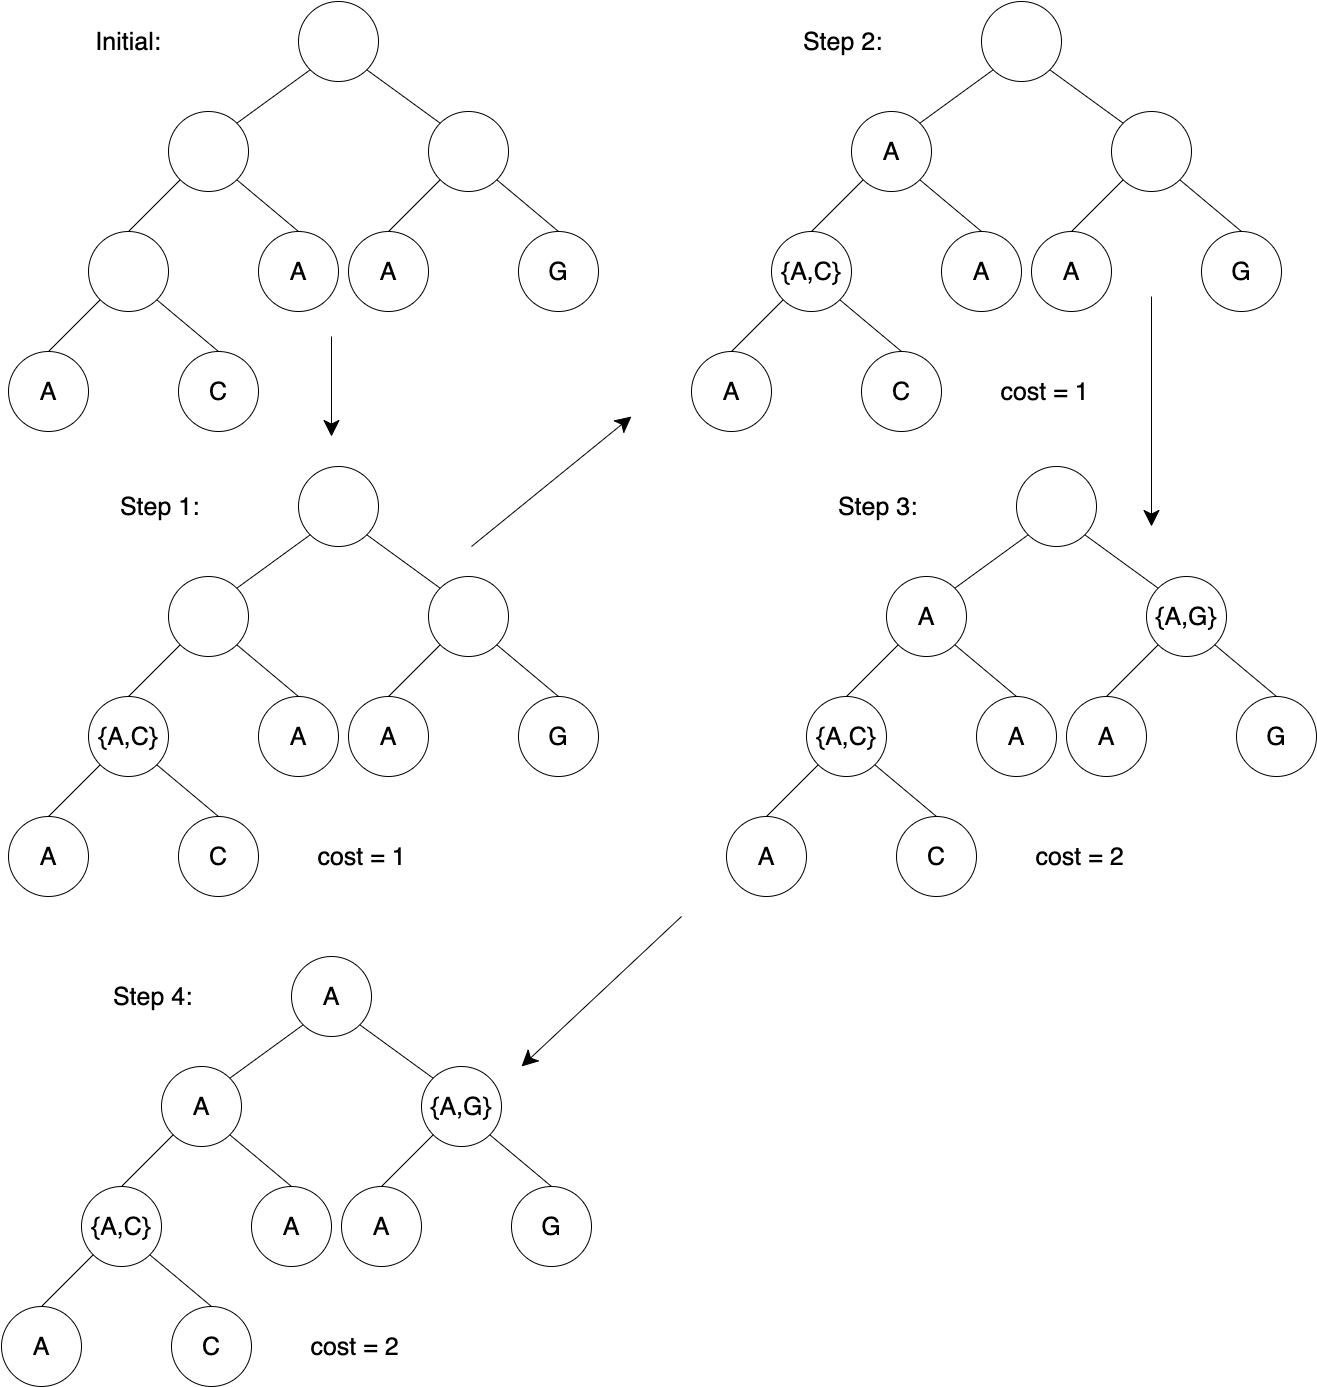 Initial:
A
A
G
A
C
Step 1:
{A,C}
A
A
G
A
C
cost = 1
Step 2:
A
{A,C}
A
A
G
A
C
cost = 1
Step 3:
A
{A,G}
{A,C}
A
A
G
A
C
cost = 2
Step 4:
A
A
{A,G}
{A,C}
A
A
G
A
C
cost = 2